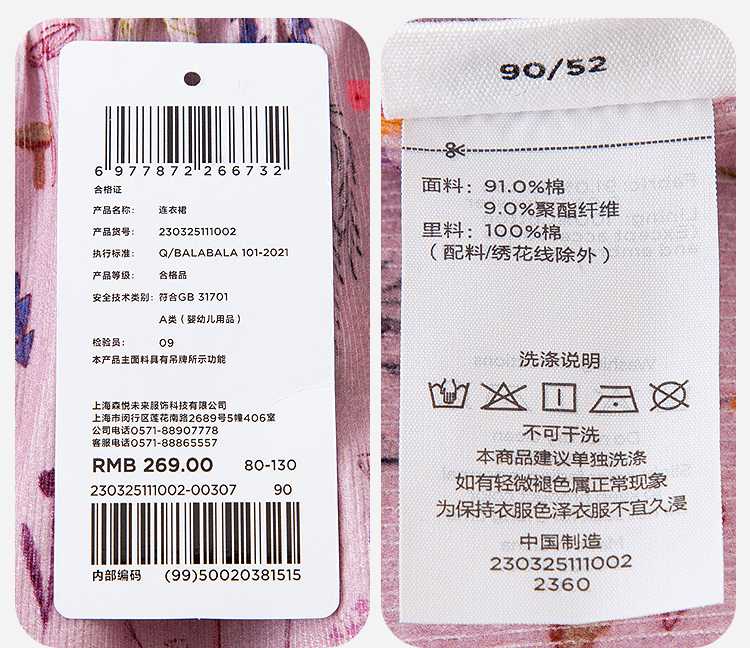 6 977872 266732
合格证
产品名称: 连衣裙
产品货号: 230325111002
执行标准: Q/BALABALA 101-2021
产品等级: 合格品
安全技术类别: 符合GB 31701
A类（婴幼儿用品）
检验员: 09
本产品主面料具有吊牌所示功能
上海森悦未来服饰科技有限公司
上海市闵行区莲花南路2689号5幢406室
公司电话0571-88907778
客服电话0571-88865557
RMB 269.00 80-130
230325111002-00307 90
内部编码 (99)50020381515
90/52
面料: 91.0%棉
9.0%聚酯纤维
里料: 100%棉
（配料/绣花线除外）
洗涤说明
不可干洗
本商品建议单独洗涤
如有轻微褪色属正常现象
为保持衣服色泽衣服不宜久浸
中国制造
230325111002
2360